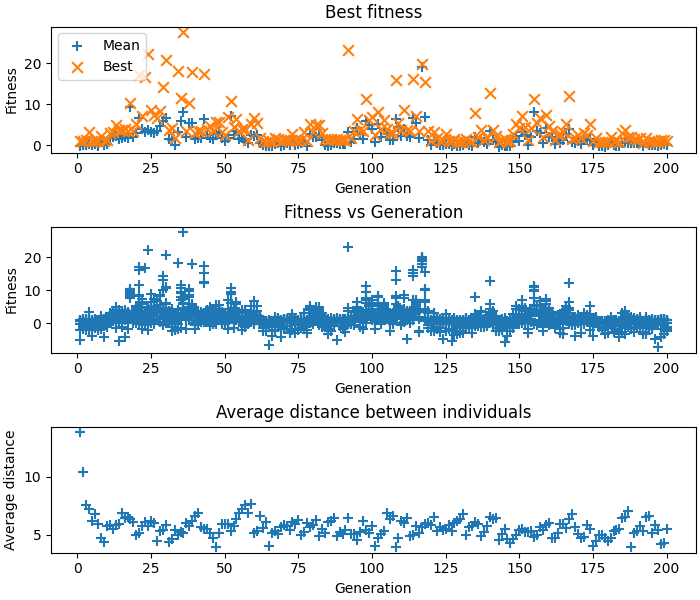 Best fitness
Fitness
20
10
0
Mean
Best
0 25 50 75 100 125 150 175 200
Generation
Fitness vs Generation
Fitness
20
10
0
0 25 50 75 100 125 150 175 200
Generation
Average distance between individuals
Average distance
10
5
0 25 50 75 100 125 150 175 200
Generation